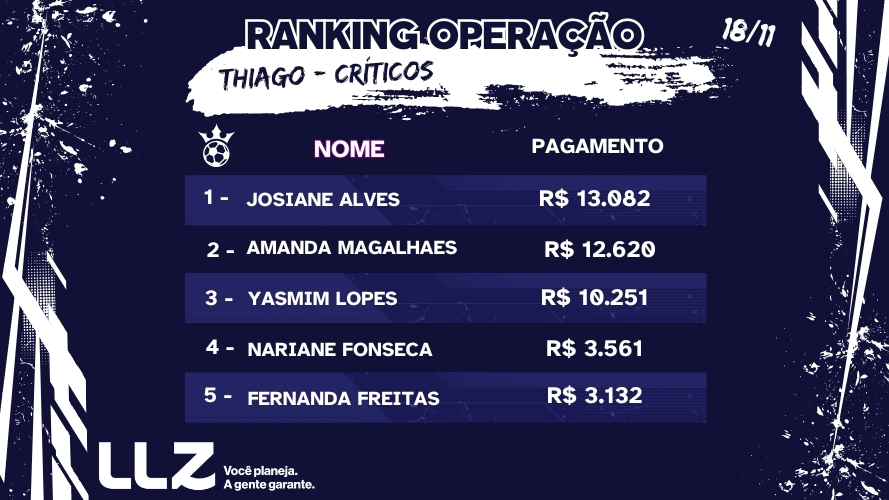 RANKING OPERAÇÃO
18/11
THIAGO - CRÍTICOS
NOME PAGAMENTO
1 - JOSIANE ALVES R$ 13.082
2 - AMANDA MAGALHAES R$ 12.620
3 - YASMIM LOPES R$ 10.251
4 - NARIANE FONSECA R$ 3.561
5 - FERNANDA FREITAS R$ 3.132
LLZ
Você planeja.
A gente garante.